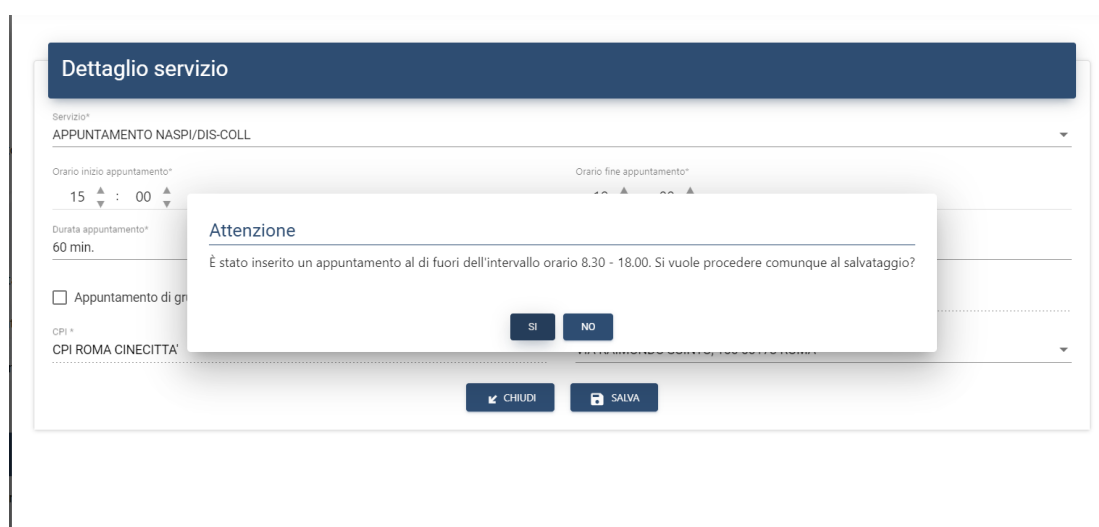 Dettaglio servizio
Servizio*
APPUNTAMENTO NASPI/DIS-COLL
Orario inizio appuntamento*
Orario fine appuntamento*
15 : 00
Durata appuntamento*
60 min.
Attenzione
È stato inserito un appuntamento al di fuori dell'intervallo orario 8.30 - 18.00. Si vuole procedere comunque al salvataggio?
SI NO
Appuntamento di
CPI *
CPI ROMA CINECITTA'
CHIUDI SALVA